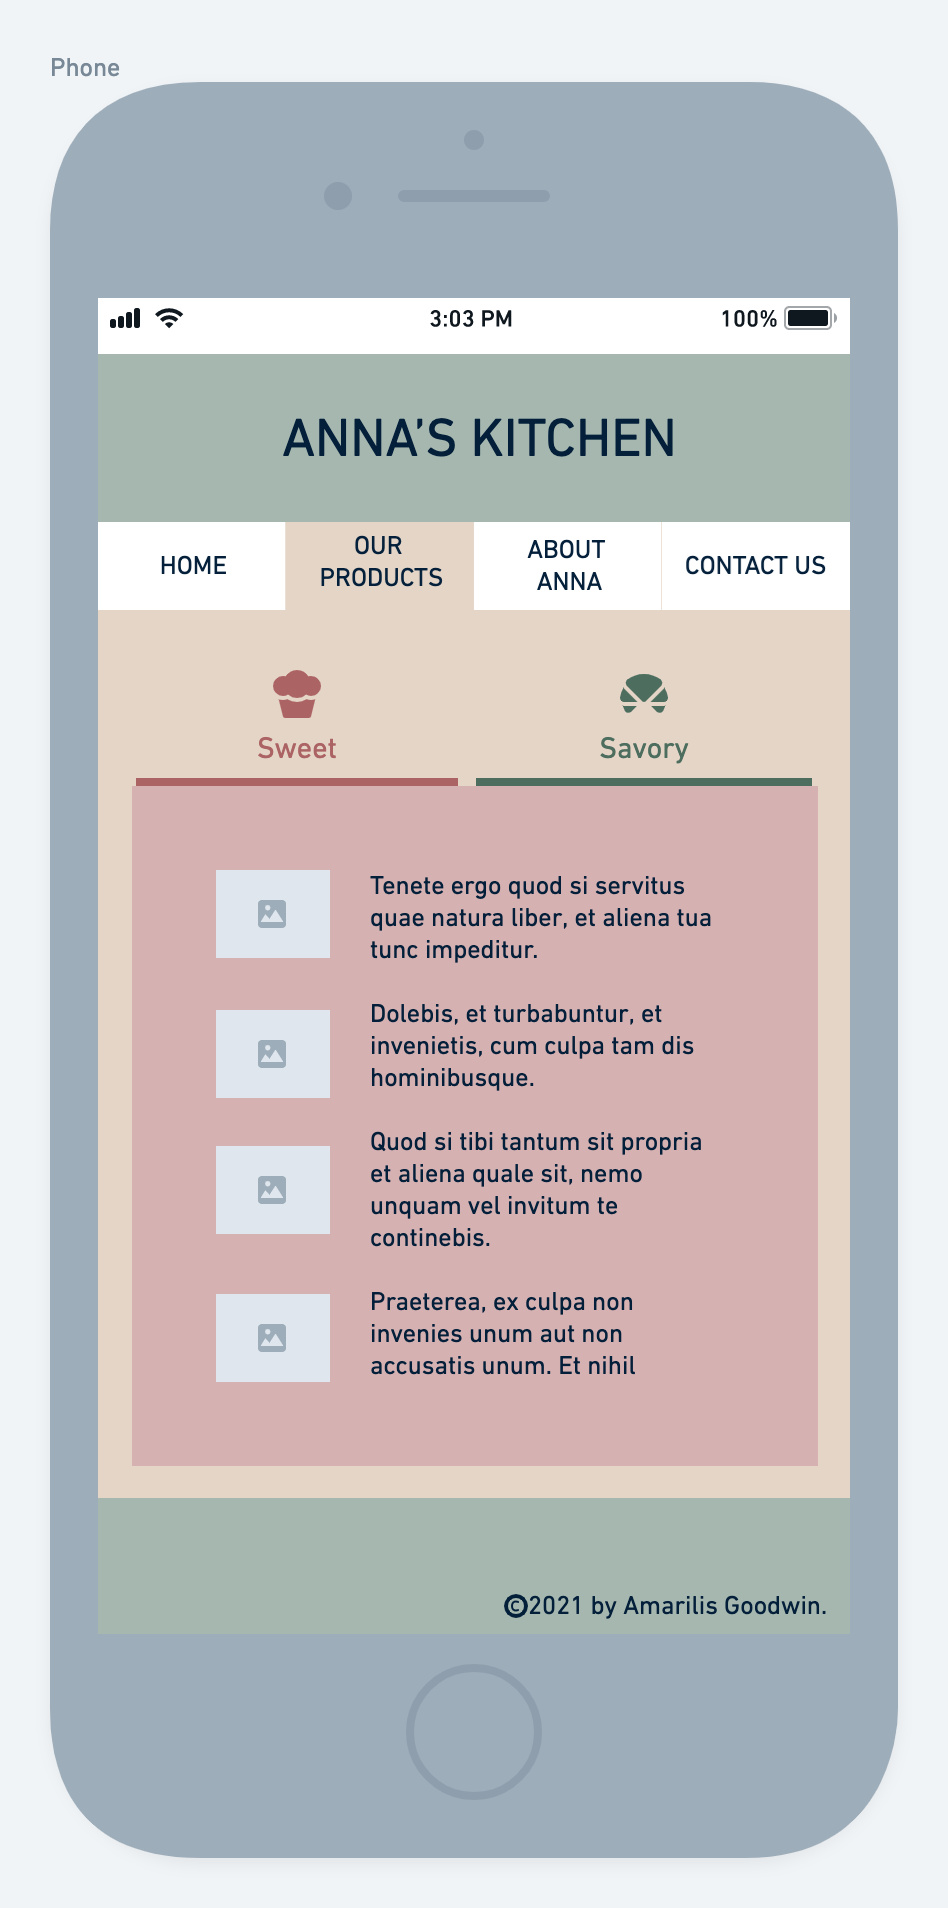 Phone
3:03 PM
100%
ANNA’S KITCHEN
HOME
OUR
PRODUCTS
ABOUT
ANNA
CONTACT US
Sweet
Savory
Tenete ergo quod si servitus
quae natura liber, et aliena tua
tunc impeditur.
Dolebis, et turbabuntur, et
invenietis, cum culpa tam dis
hominibusque.
Quod si tibi tantum sit propria
et aliena quale sit, nemo
unquam vel invitum te
continebis.
Praeterea, ex culpa non
invenies unum aut non
accusatis unum. Et nihil
©2021 by Amarilis Goodwin.